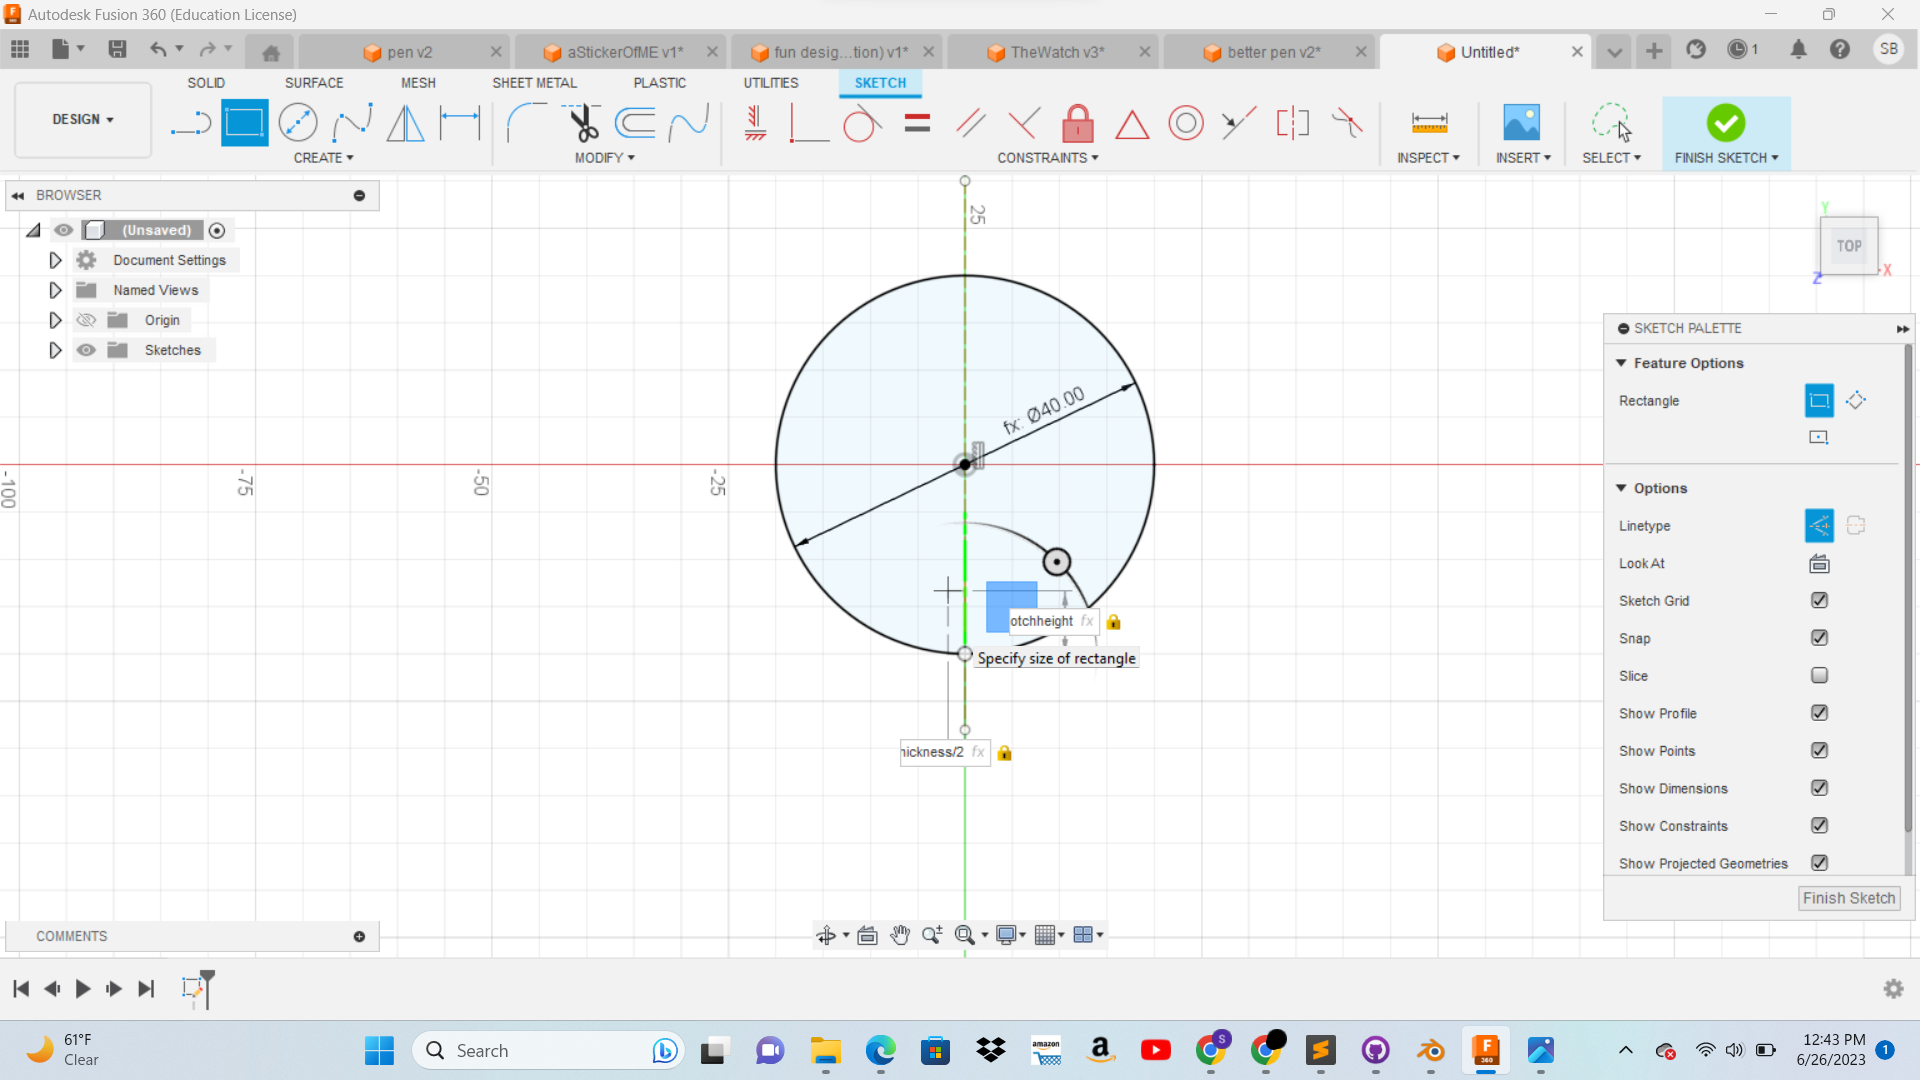 Autodesk Fusion 360 (Education License)
pen v2
aStickerOfME v1*
fun desig...tion) v1*
TheWatch v3*
better pen v2*
Untitled*
1
SB
SOLID
SURFACE
MESH
SHEET METAL
PLASTIC
UTILITIES
SKETCH
DESIGN
CREATE
MODIFY
CONSTRAINTS
INSPECT
INSERT
SELECT
FINISH SKETCH
BROWSER
(Unsaved)
Document Settings
Named Views
Origin
Sketches
25
-100
-75
-50
-25
fx: Ø40.00
otchheight fx
Specify size of rectangle
hickness/2 fx
Y
TOP
X
Z
SKETCH PALETTE
Feature Options
Rectangle
Options
Linetype
Look At
Sketch Grid
Snap
Slice
Show Profile
Show Points
Show Dimensions
Show Constraints
Show Projected Geometries
Finish Sketch
COMMENTS
61°F
Clear
Search
amazon
a
S
F
360
12:43 PM
6/26/2023
1